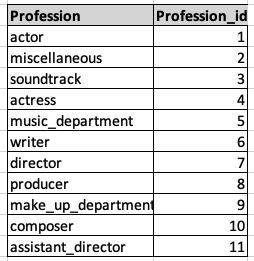 Profession Profession_id
actor 1
miscellaneous 2
soundtrack 3
actress 4
music_department 5
writer 6
director 7
producer 8
make_up_department 9
composer 10
assistant_director 11